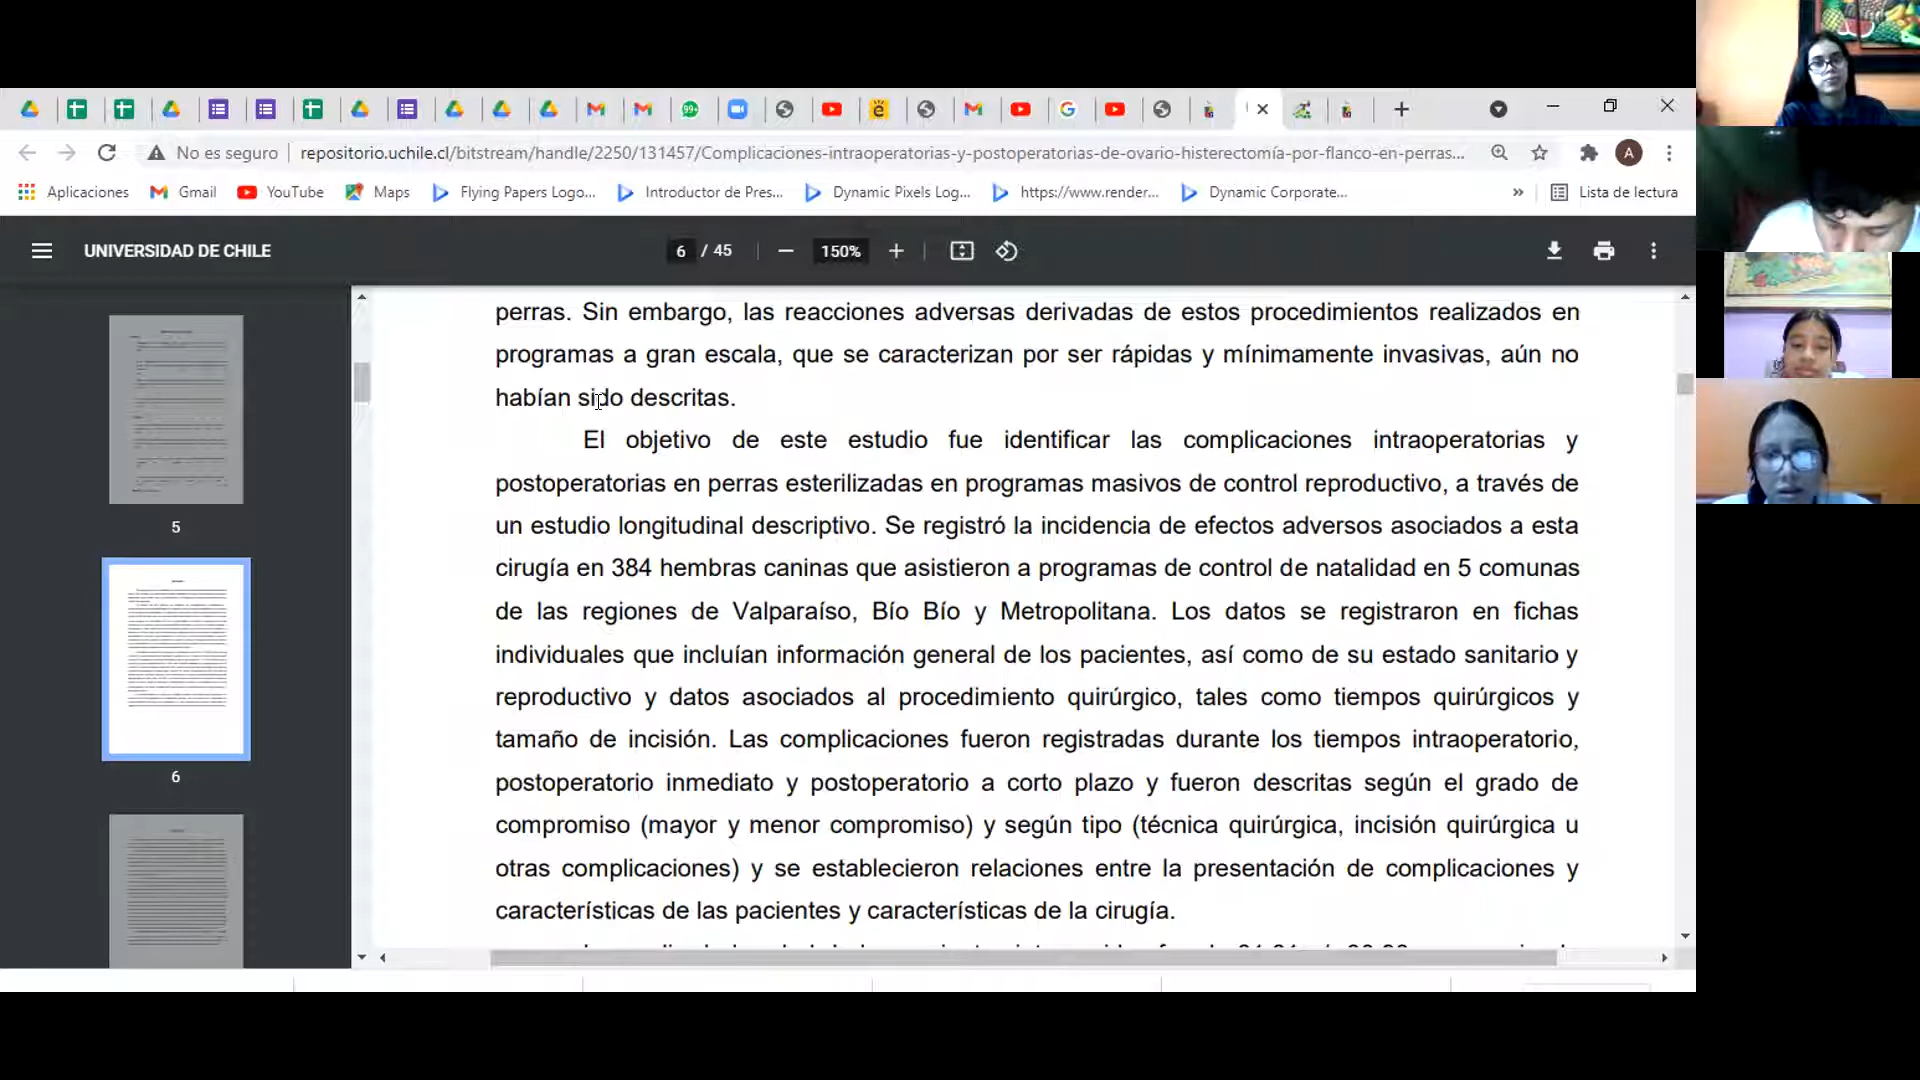 99+
No es seguro
repositorio.uchile.cl/bitstream/handle/2250/131457/Complicaciones-intraoperatorias-y-postoperatorias-de-ovario-histerectomía-por-flanco-en-perras...
A
Aplicaciones
Gmail
YouTube
Maps
Flying Papers Logo...
Introductor de Pres...
Dynamic Pixels Log...
https://www.render...
Dynamic Corporate...
»
Lista de lectura
UNIVERSIDAD DE CHILE
6 / 45
150%
perras. Sin embargo, las reacciones adversas derivadas de estos procedimientos realizados en
programas a gran escala, que se caracterizan por ser rápidas y mínimamente invasivas, aún no
habían sido descritas.
El objetivo de este estudio fue identificar las complicaciones intraoperatorias y
postoperatorias en perras esterilizadas en programas masivos de control reproductivo, a través de
un estudio longitudinal descriptivo. Se registró la incidencia de efectos adversos asociados a esta
cirugía en 384 hembras caninas que asistieron a programas de control de natalidad en 5 comunas
de las regiones de Valparaíso, Bío Bío y Metropolitana. Los datos se registraron en fichas
individuales que incluían información general de los pacientes, así como de su estado sanitario y
reproductivo y datos asociados al procedimiento quirúrgico, tales como tiempos quirúrgicos y
tamaño de incisión. Las complicaciones fueron registradas durante los tiempos intraoperatorio,
postoperatorio inmediato y postoperatorio a corto plazo y fueron descritas según el grado de
compromiso (mayor y menor compromiso) y según tipo (técnica quirúrgica, incisión quirúrgica u
otras complicaciones) y se establecieron relaciones entre la presentación de complicaciones y
características de las pacientes y características de la cirugía.
5
6